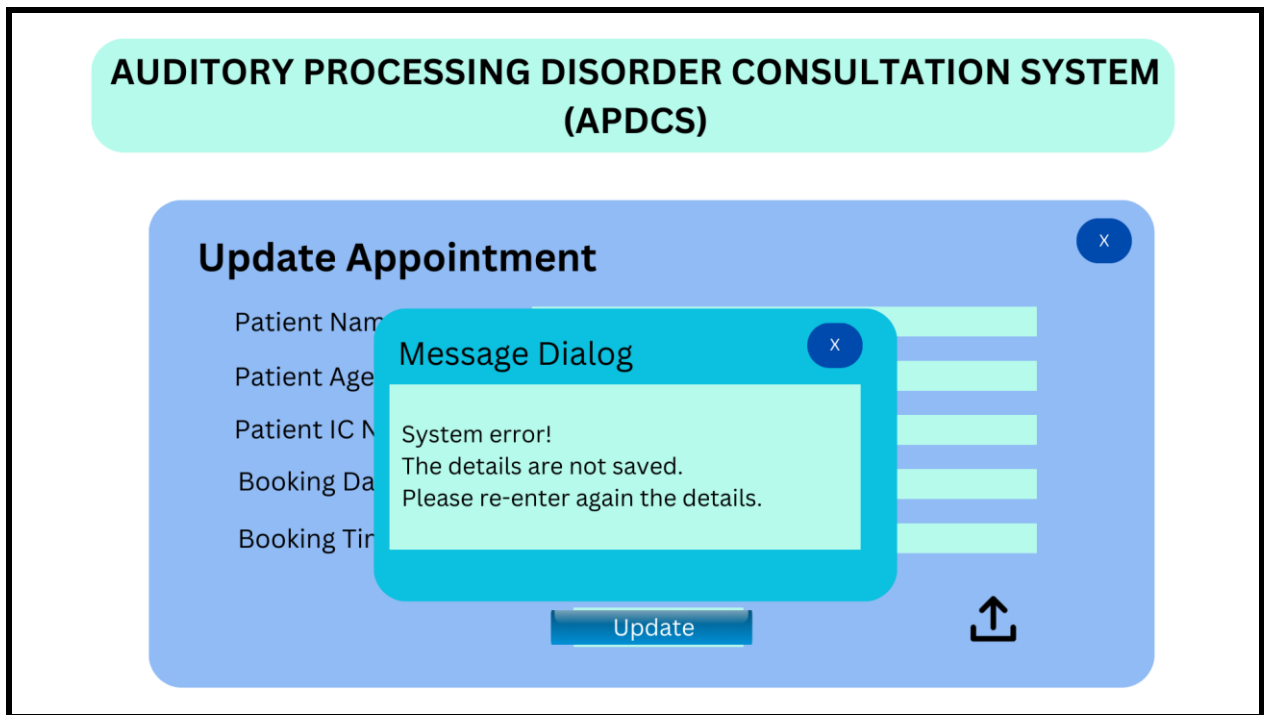 AUDITORY PROCESSING DISORDER CONSULTATION SYSTEM
(APDCS)
X
Update Appointment
Patient Nam
Patient Age
Patient IC N
Booking Da
Booking Tim
Message Dialog
X
System error!
The details are not saved.
Please re-enter again the details.
Update